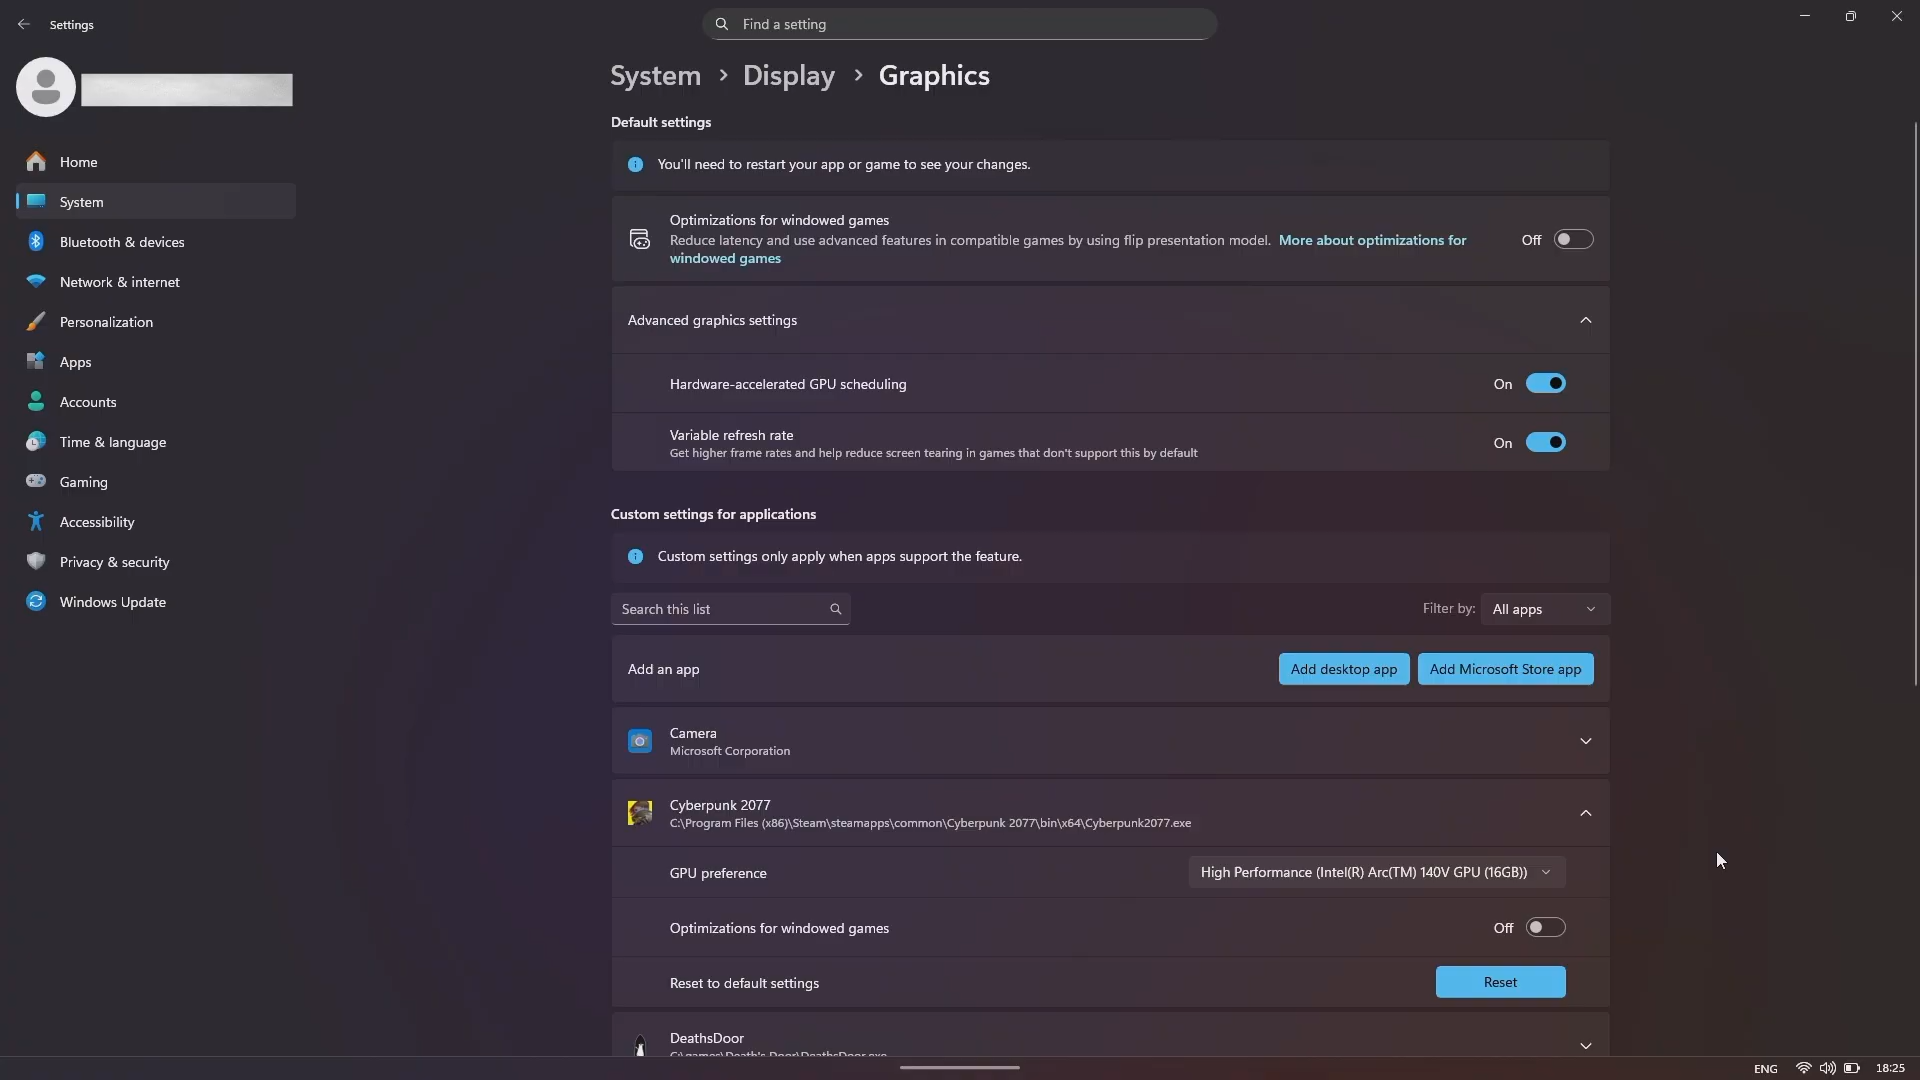 Settings
Find a setting
System > Display > Graphics
Home
System
Bluetooth & devices
Network & internet
Personalization
Apps
Accounts
Time & language
Gaming
Accessibility
Privacy & security
Windows Update
Default settings
You'll need to restart your app or game to see your changes.
Optimizations for windowed games
Reduce latency and use advanced features in compatible games by using flip presentation model. More about optimizations for
windowed games
Off
Advanced graphics settings
Hardware-accelerated GPU scheduling
On
Variable refresh rate
Get higher frame rates and help reduce screen tearing in games that don't support this by default
On
Custom settings for applications
Custom settings only apply when apps support the feature.
Search this list
Filter by: All apps
Add an app
Add desktop app
Add Microsoft Store app
Camera
Microsoft Corporation
Cyberpunk 2077
C:\Program Files (x86)\Steam\steamapps\common\Cyberpunk 2077\bin\x64\Cyberpunk2077.exe
GPU preference
High Performance (Intel(R) Arc(TM) 140V GPU (16GB))
Optimizations for windowed games
Off
Reset to default settings
Reset
DeathsDoor
C:\games\Death's Door\DeathsDoor.exe
ENG
18:25